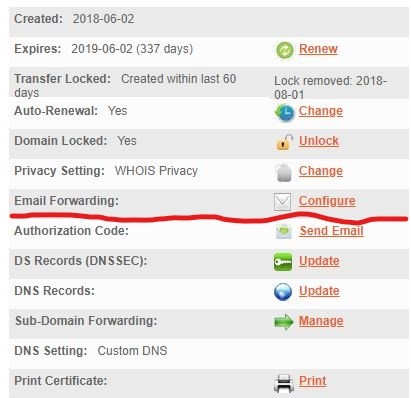 Created: 2018-06-02
Expires: 2019-06-02 (337 days) Renew
Transfer Locked: Created within last 60 Lock removed: 2018-
days 08-01
Auto-Renewal: Yes Change
Domain Locked: Yes Unlock
Privacy Setting: WHOIS Privacy Change
Email Forwarding: Configure
Authorization Code: Send Email
DS Records (DNSSEC): Update
DNS Records: Update
Sub-Domain Forwarding: Manage
DNS Setting: Custom DNS
Print Certificate: Print